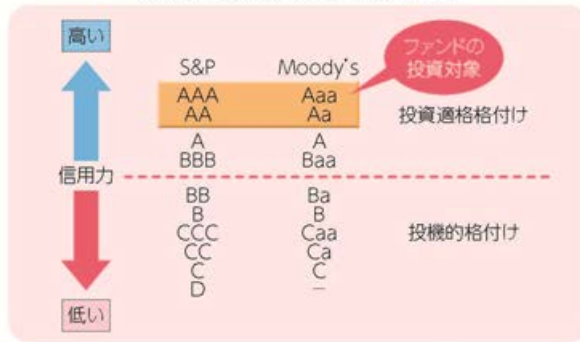 高い
ファンドの
投資対象
S&P Moody's
AAA Aaa
AA Aa
投資適格格付け
A A
BBB Baa
信用力
BB Ba
B B
CCC Caa
投機的格付け
CC Ca
C C
D −
低い